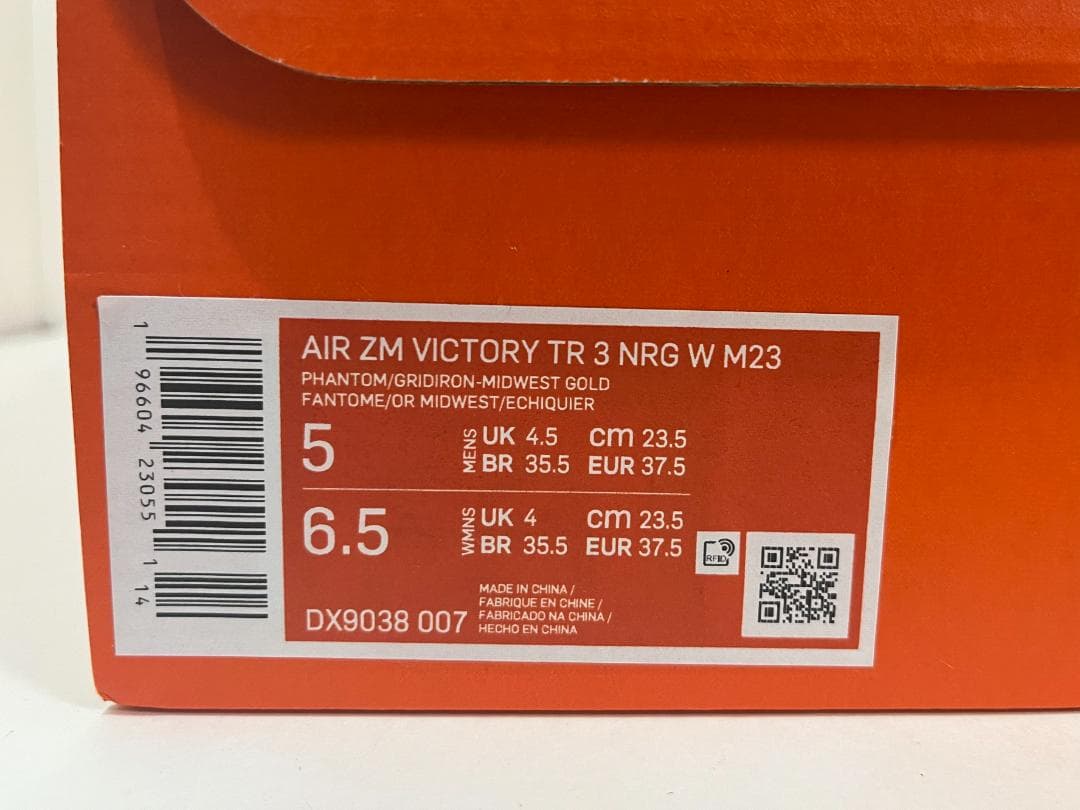 AIR ZM VICTORY TR 3 NRG W M23
PHANTOM/GRIDIRON-MIDWEST GOLD
FANTOME/OR MIDWEST/ECHIQUIER
5 MENS UK 4.5 cm 23.5
BR 35.5 EUR 37.5
6.5 WMNS UK 4 cm 23.5
BR 35.5 EUR 37.5
RFID
DX9038 007
MADE IN CHINA /
FABRIQUE EN CHINE /
FABRICADO NA CHINA /
HECHO EN CHINA
1 96604 23055 1 14